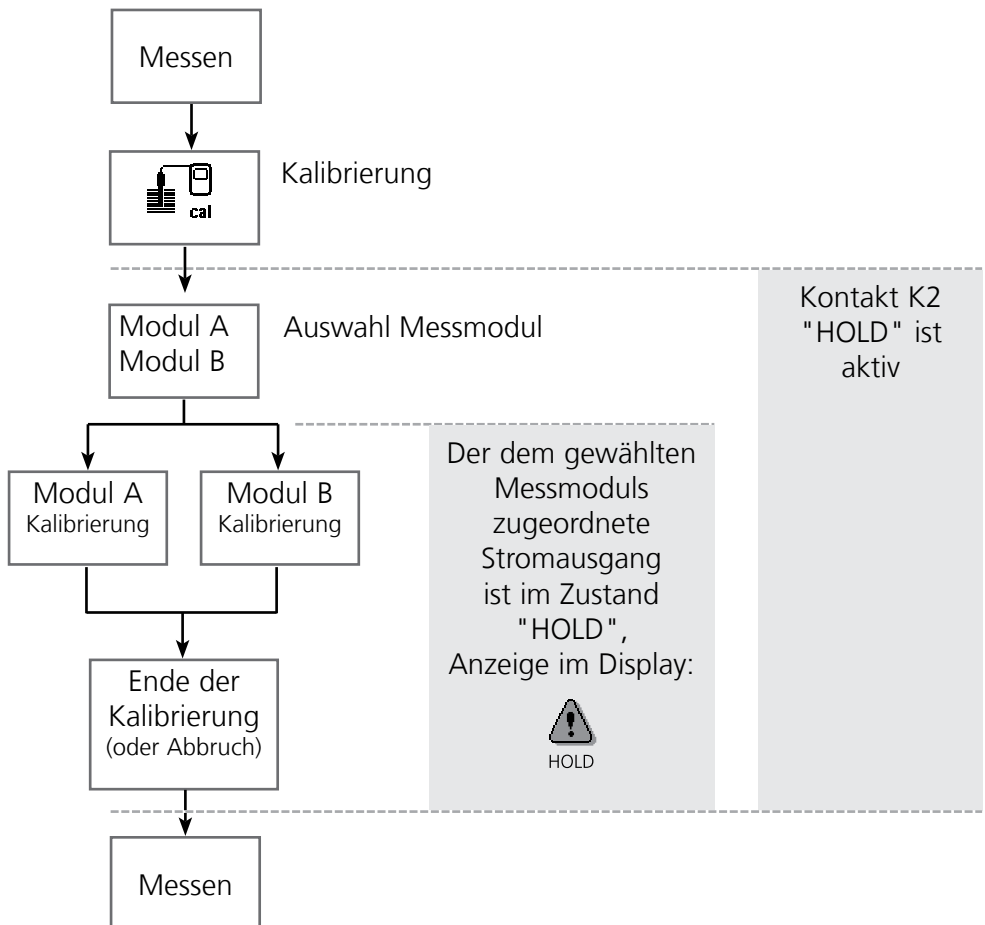 Messen
cal
Kalibrierung
Modul A
Modul B
Auswahl Messmodul
Kontakt K2
"HOLD" ist
aktiv
Modul A
Kalibrierung
Modul B
Kalibrierung
Der dem gewählten
Messmoduls
zugeordnete
Stromausgang
ist im Zustand
"HOLD",
Anzeige im Display:
HOLD
Ende der
Kalibrierung
(oder Abbruch)
Messen